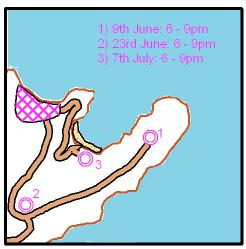 1) 9th June: 6 - 9pm
2) 23rd June: 6 - 9pm
3) 7th July: 6 - 9pm
1
3
2